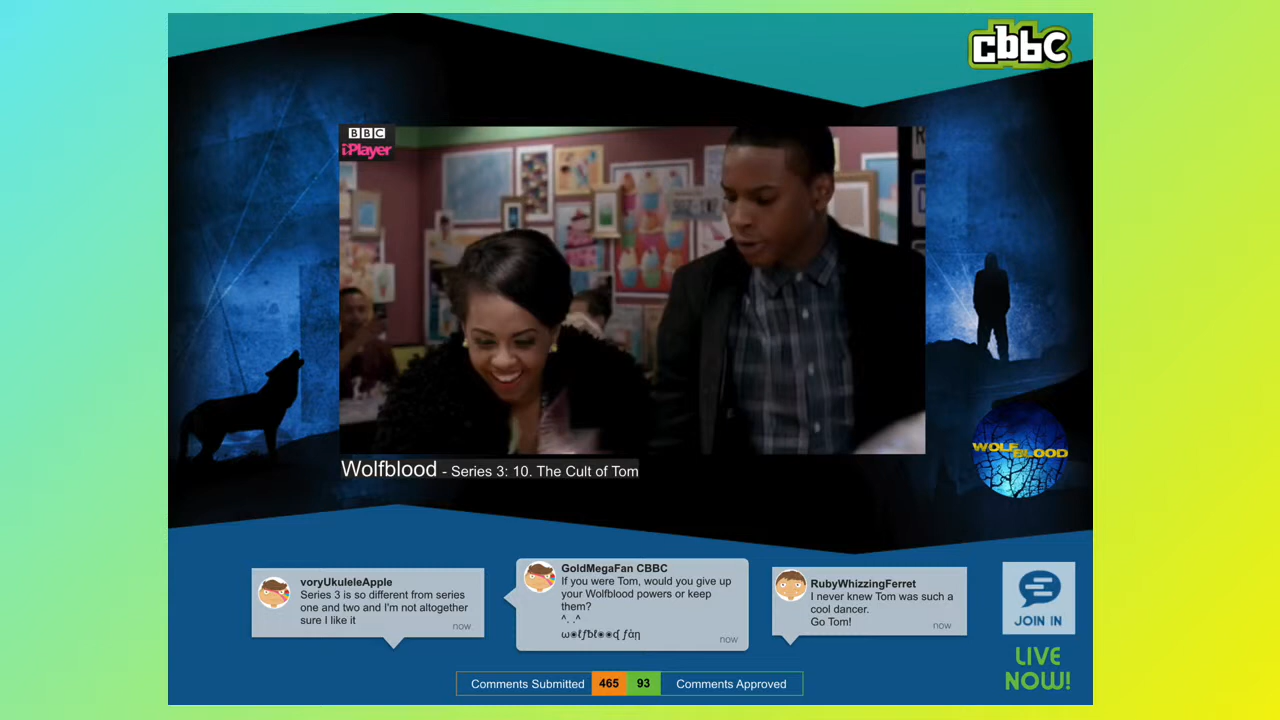 cbbc
BBC
iPlayer
WOLFBLOOD
Wolfblood - Series 3: 10. The Cult of Tom
voryUkuleleApple
Series 3 is so different from series
one and two and I'm not altogether
sure I like it
now
GoldMegaFan CBBC
If you were Tom, would you give up
your Wolfblood powers or keep
them?
^. .^
now
RubyWhizzingFerret
I never knew Tom was such a
cool dancer.
Go Tom!
now
JOIN IN
LIVE
NOW!
Comments Submitted 465 93 Comments Approved